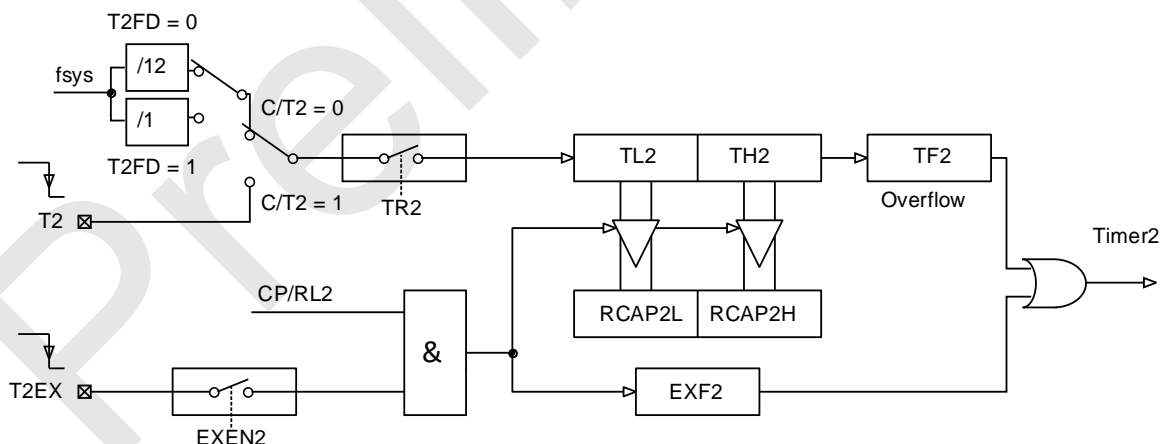 T2FD = 0
/12
fsys
/1
T2FD = 1
C/T2 = 0
C/T2 = 1
T2
TR2
TL2 TH2 TF2
Overflow
Timer2
CP/RL2
RCAP2L RCAP2H
&
T2EX
EXEN2
EXF2